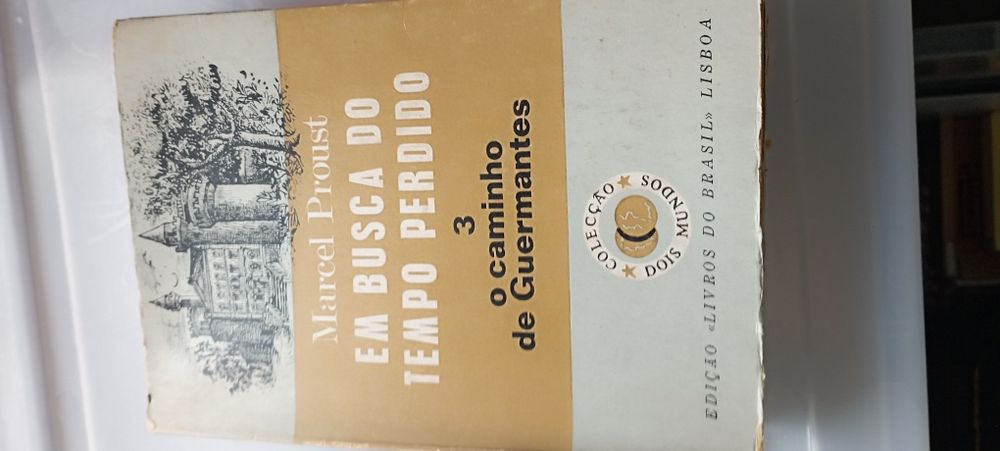 Marcel Proust
EM BUSCA DO
TEMPO PERDIDO
3
o caminho
de Guermantes
COLECÇÃO
DOIS MUNDOS
EDIÇÃO «LIVROS DO BRASIL» LISBOA